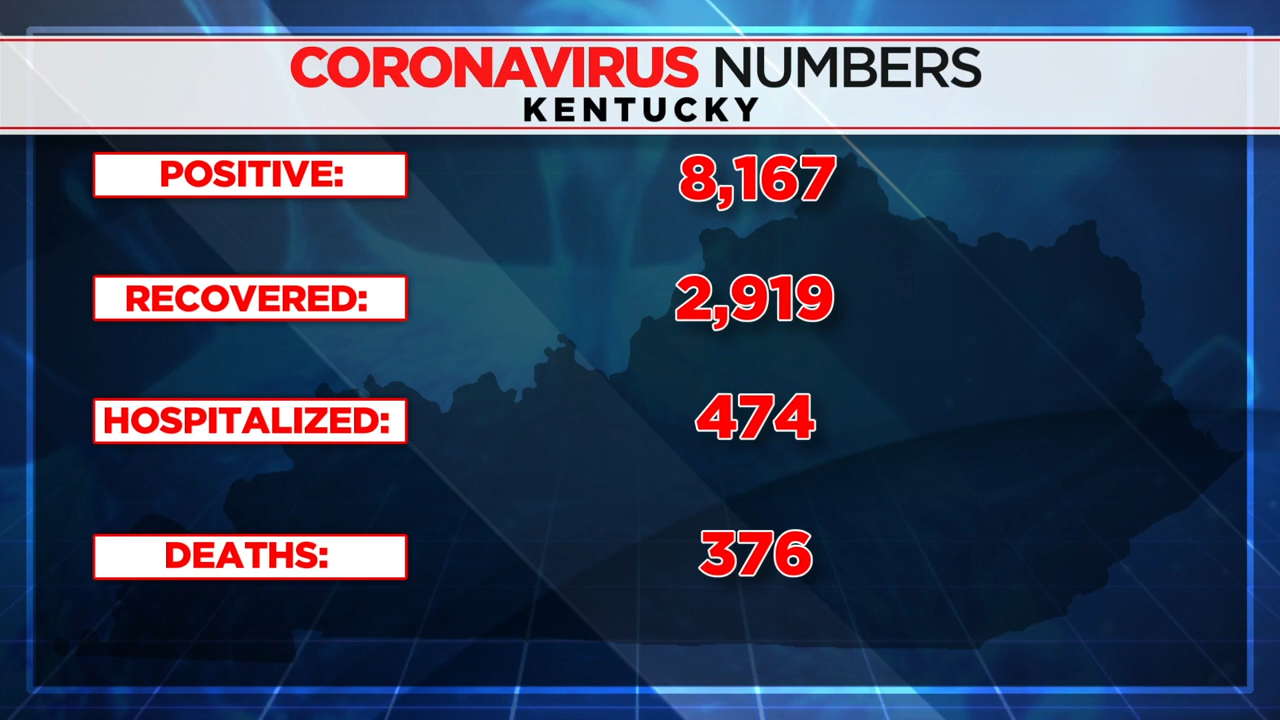 CORONAVIRUS NUMBERS
KENTUCKY
POSITIVE: 8,167
RECOVERED: 2,919
HOSPITALIZED: 474
DEATHS: 376